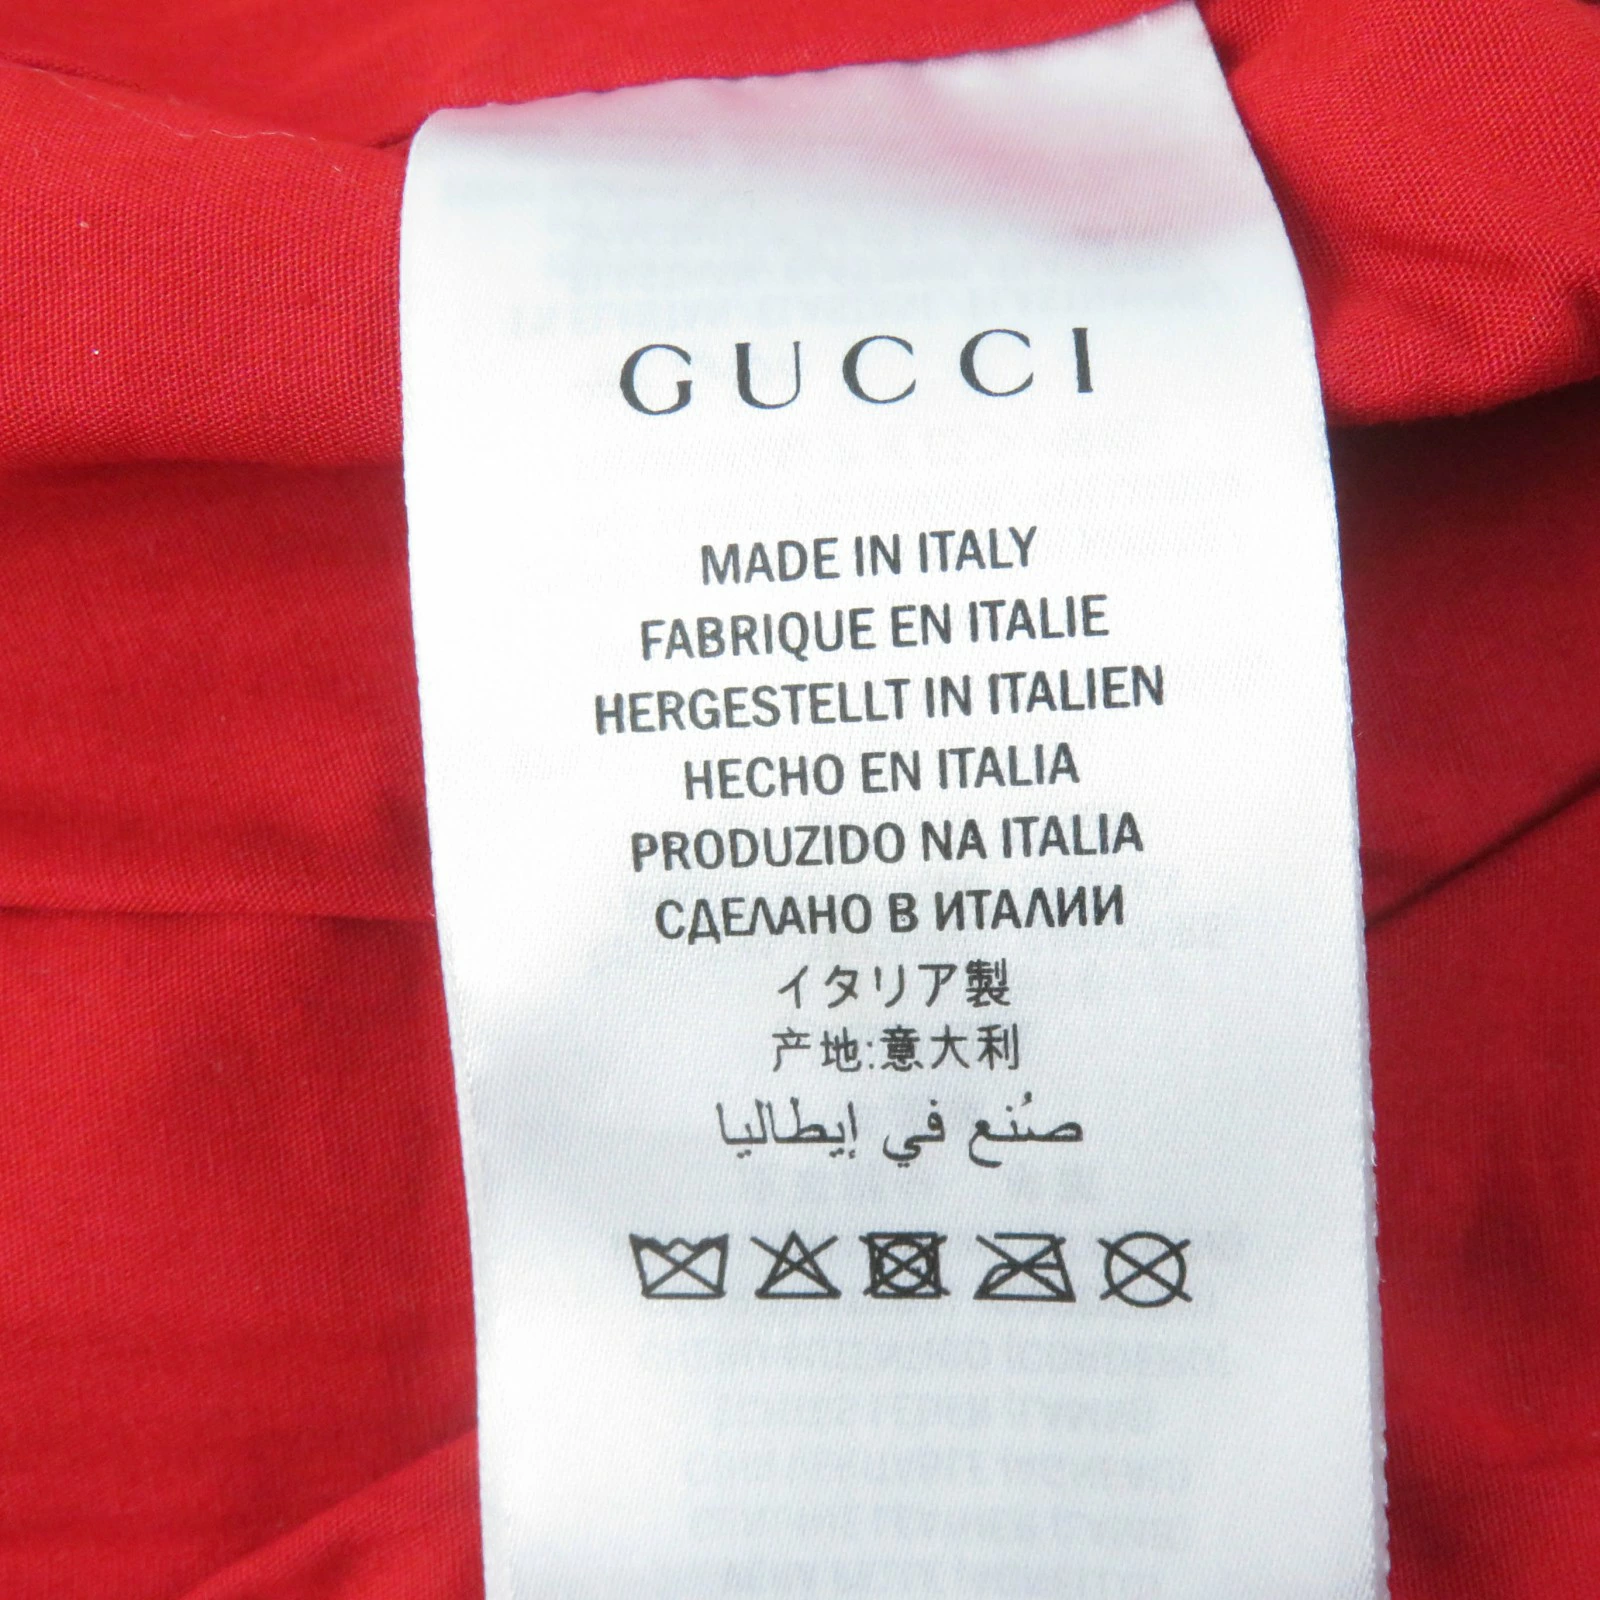 GUCCI
MADE IN ITALY
FABRIQUE EN ITALIE
HERGESTELLT IN ITALIEN
HECHO EN ITALIA
PRODUZIDO NA ITALIA
СДЕЛАНО В ИТАЛИИ
イタリア製
产地:意大利
صُنع في إيطاليا